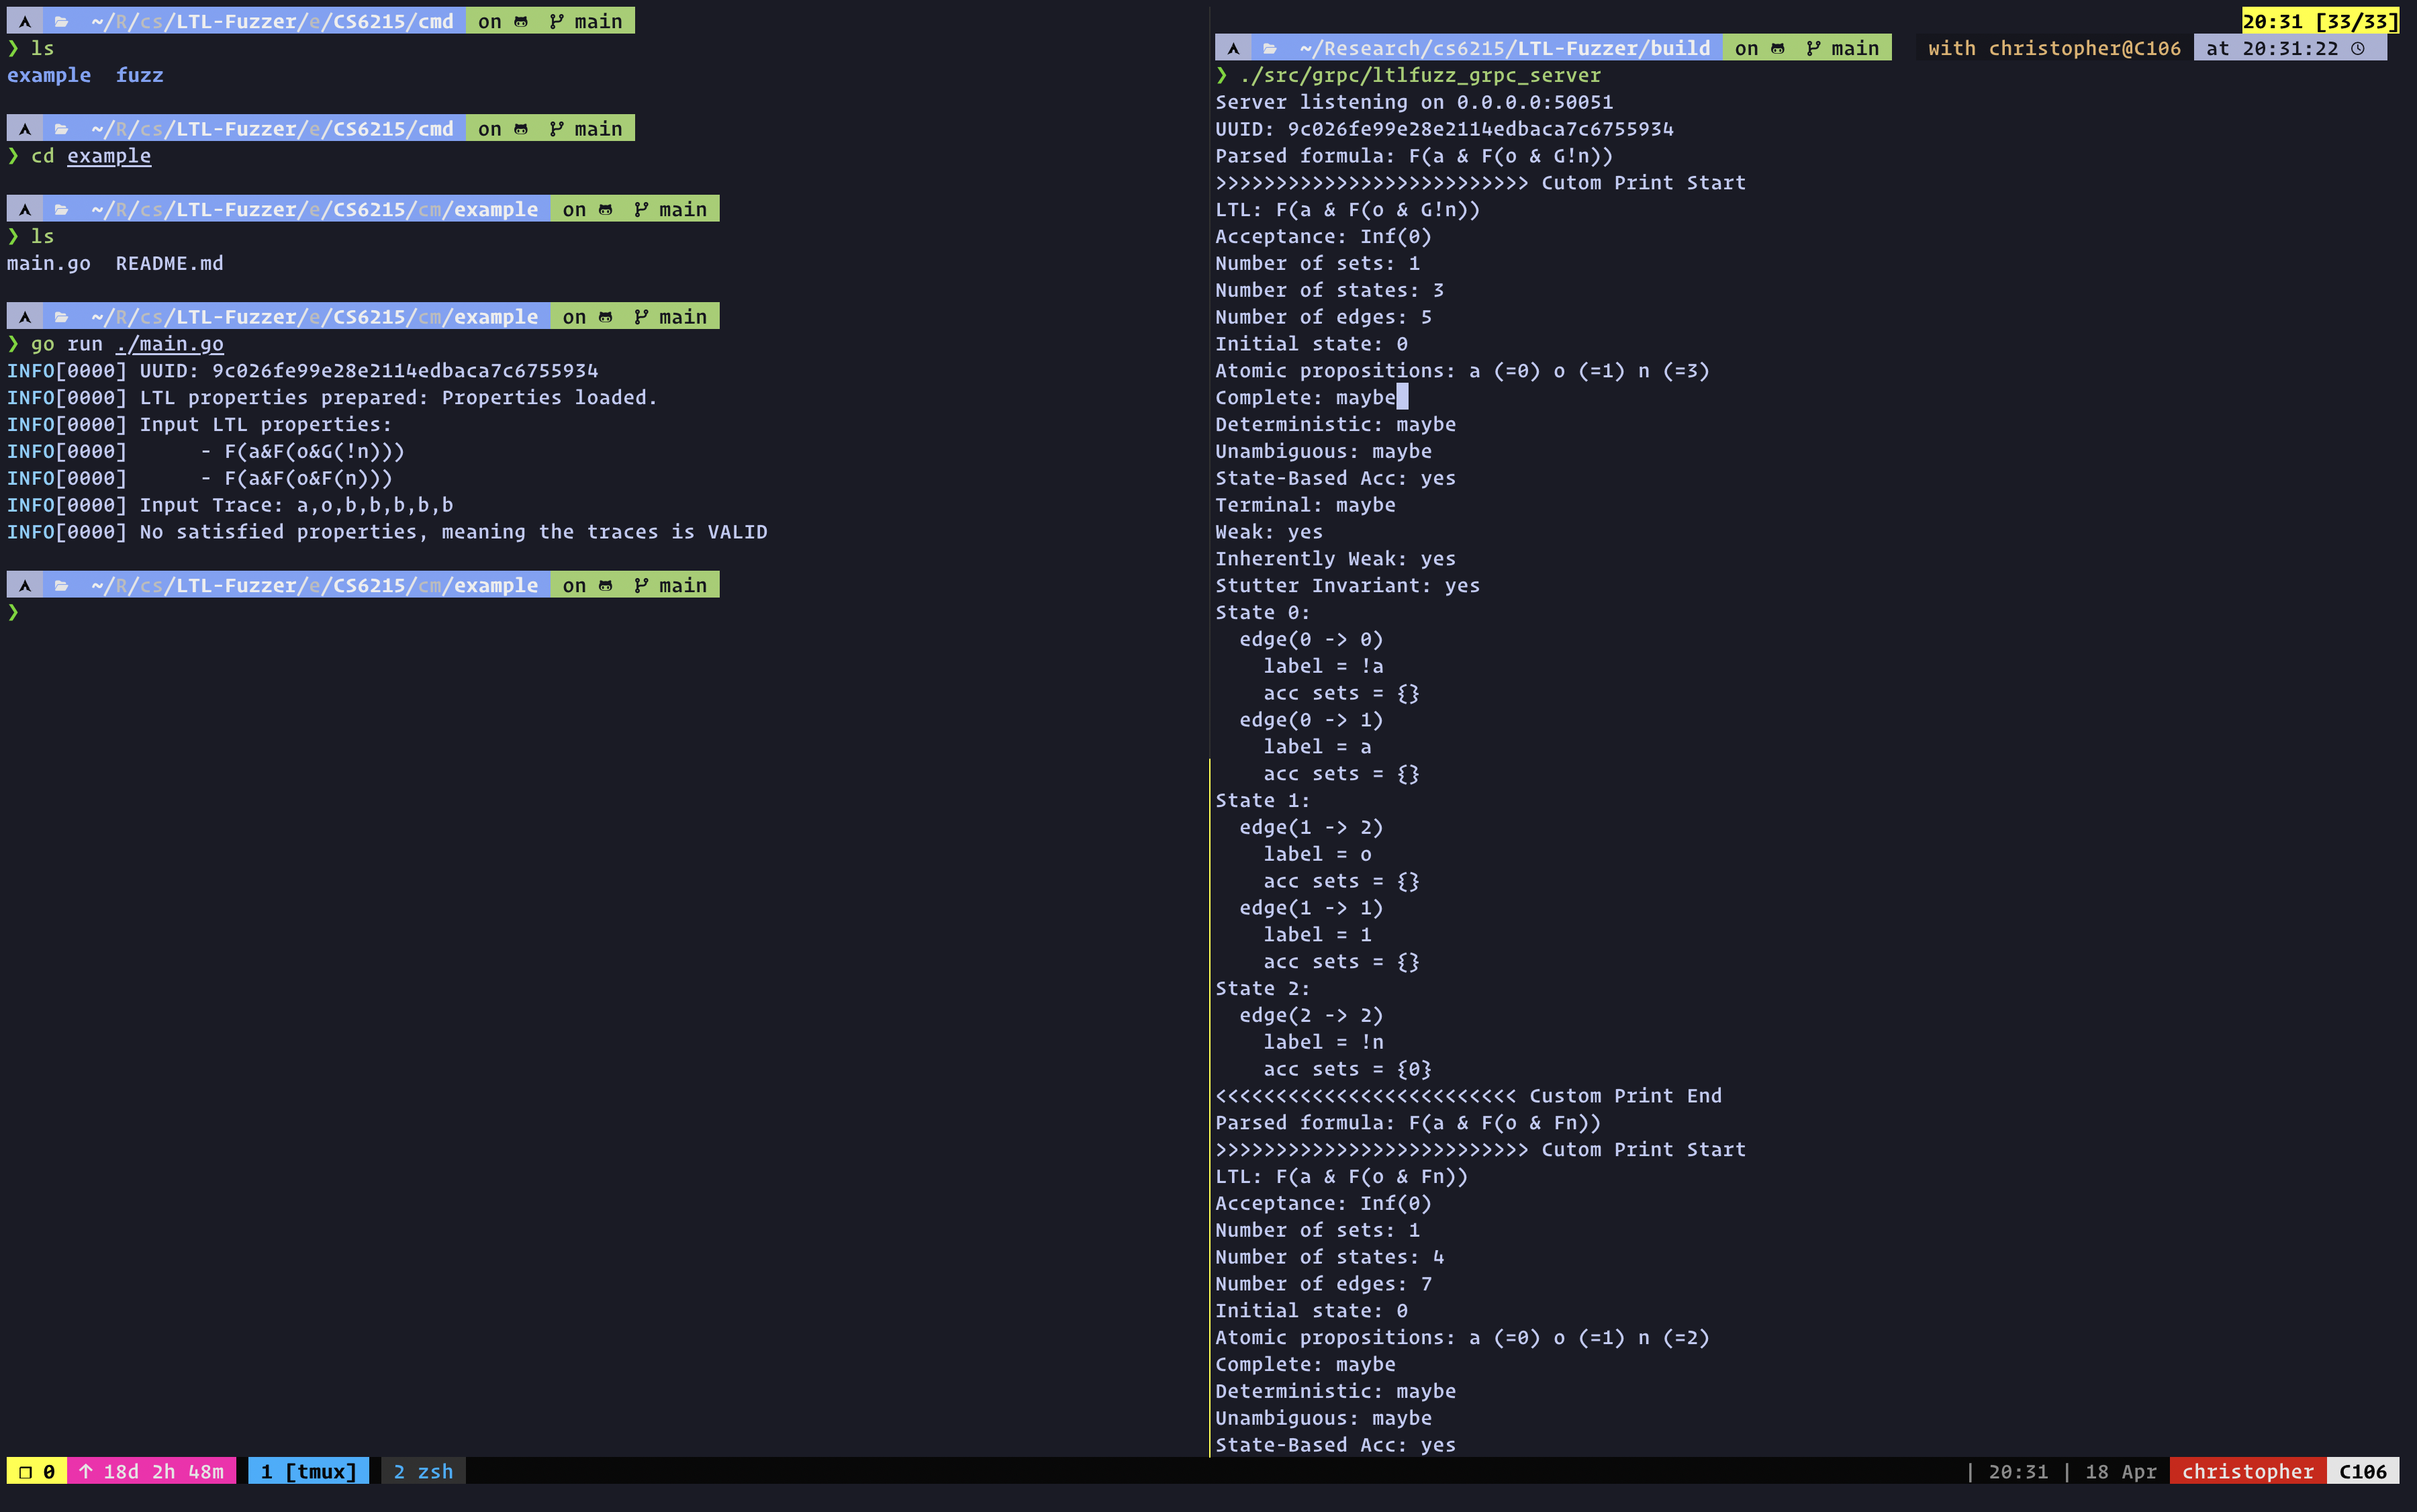 ~/R/cs/LTL-Fuzzer/e/CS6215/cmd on main
❯ ls
example fuzz
~/R/cs/LTL-Fuzzer/e/CS6215/cmd on main
❯ cd example
~/R/cs/LTL-Fuzzer/e/CS6215/cm/example on main
❯ ls
main.go README.md
~/R/cs/LTL-Fuzzer/e/CS6215/cm/example on main
❯ go run ./main.go
INFO[0000] UUID: 9c026fe99e28e2114edbaca7c6755934
INFO[0000] LTL properties prepared: Properties loaded.
INFO[0000] Input LTL properties:
INFO[0000] - F(a&F(o&G(!n)))
INFO[0000] - F(a&F(o&F(n)))
INFO[0000] Input Trace: a,o,b,b,b,b,b
INFO[0000] No satisfied properties, meaning the traces is VALID
~/R/cs/LTL-Fuzzer/e/CS6215/cm/example on main
❯
20:31 [33/33]
~/Research/cs6215/LTL-Fuzzer/build on main with christopher@C106 at 20:31:22
❯ ./src/grpc/ltlfuzz_grpc_server
Server listening on 0.0.0.0:50051
UUID: 9c026fe99e28e2114edbaca7c6755934
Parsed formula: F(a & F(o & G!n))
>>>>>>>>>>>>>>>>>>>>>>>>>> Cutom Print Start
LTL: F(a & F(o & G!n))
Acceptance: Inf(0)
Number of sets: 1
Number of states: 3
Number of edges: 5
Initial state: 0
Atomic propositions: a (=0) o (=1) n (=3)
Complete: maybe
Deterministic: maybe
Unambiguous: maybe
State-Based Acc: yes
Terminal: maybe
Weak: yes
Inherently Weak: yes
Stutter Invariant: yes
State 0:
edge(0 -> 0)
label = !a
acc sets = {}
edge(0 -> 1)
label = a
acc sets = {}
State 1:
edge(1 -> 2)
label = o
acc sets = {}
edge(1 -> 1)
label = 1
acc sets = {}
State 2:
edge(2 -> 2)
label = !n
acc sets = {0}
<<<<<<<<<<<<<<<<<<<<<<<<< Custom Print End
Parsed formula: F(a & F(o & Fn))
>>>>>>>>>>>>>>>>>>>>>>>>>> Cutom Print Start
LTL: F(a & F(o & Fn))
Acceptance: Inf(0)
Number of sets: 1
Number of states: 4
Number of edges: 7
Initial state: 0
Atomic propositions: a (=0) o (=1) n (=2)
Complete: maybe
Deterministic: maybe
Unambiguous: maybe
State-Based Acc: yes
❐ 0 ↑ 18d 2h 48m 1 [tmux] 2 zsh | 20:31 | 18 Apr christopher C106